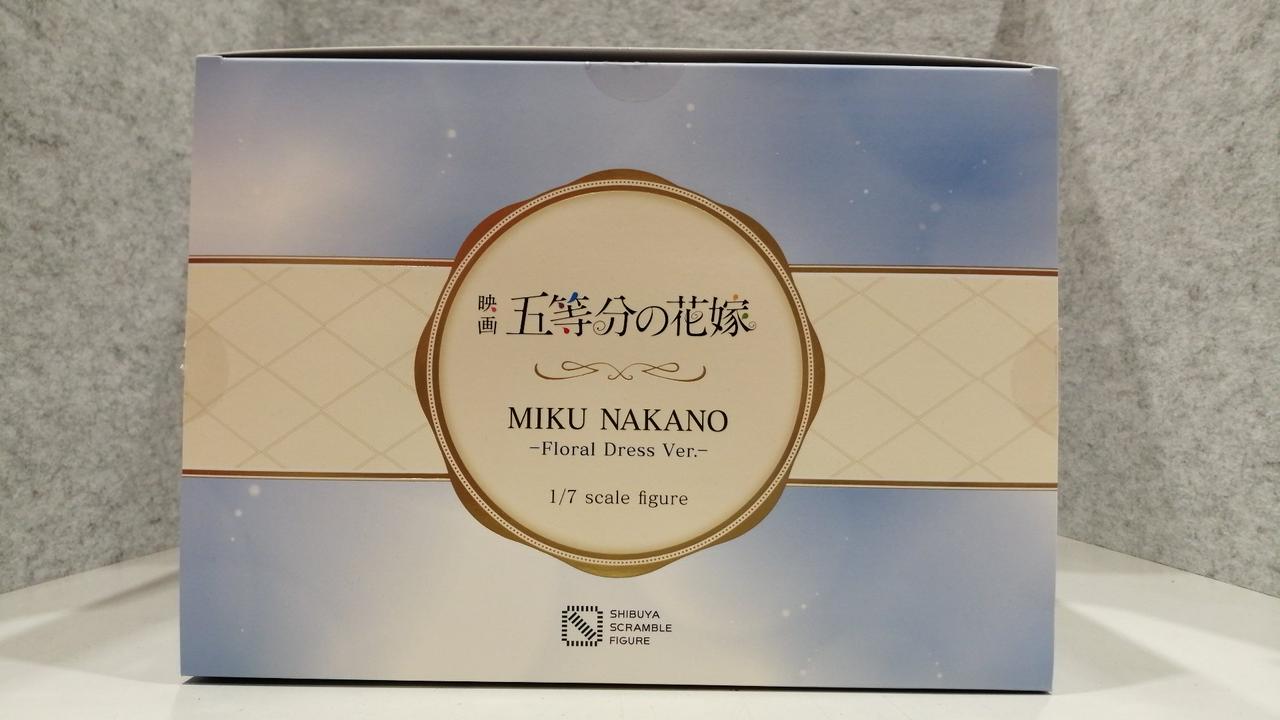 映画 五等分の花嫁
MIKU NAKANO
-Floral Dress Ver.-
1/7 scale figure
SHIBUYA
SCRAMBLE
FIGURE